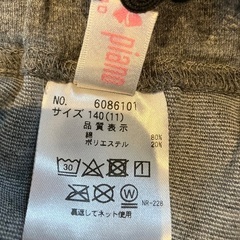 NO. 6086101
サイズ 140(11)
品質表示
綿 80%
ポリエステル 20%
30
W
NR-228
裏返してネット使用